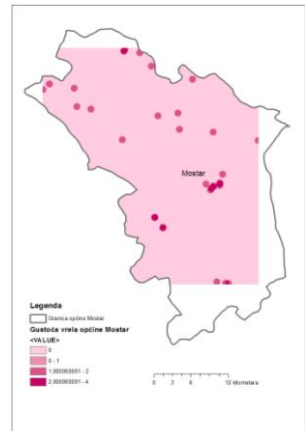 Mostar
Legenda
Granica općine Mostar
Gustoća vrela općine Mostar
<VALUE>
0
0 - 1
1,000000001 - 2
2,000000001 - 4
0 3 6 12 kilometara